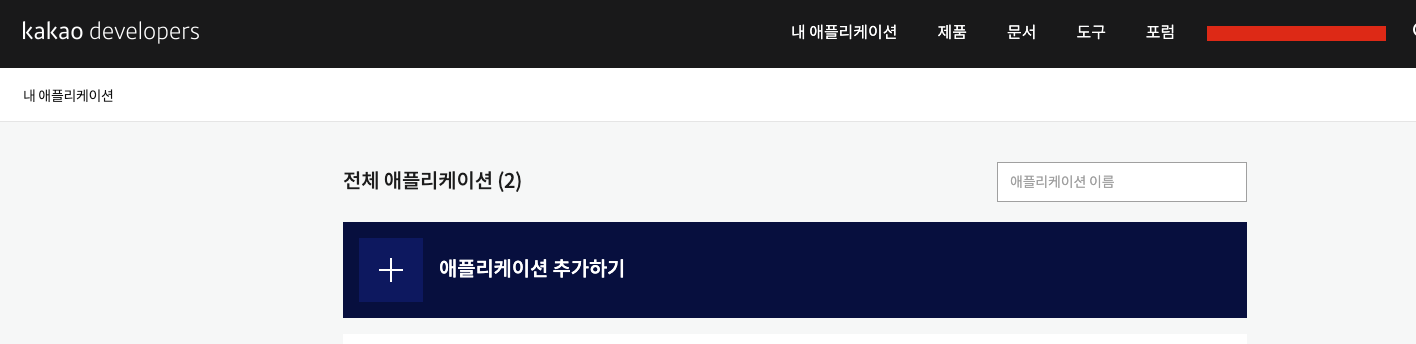 kakao developers 내 애플리케이션 제품 문서 도구 포럼
내 애플리케이션
전체 애플리케이션 (2) 애플리케이션 이름
애플리케이션 추가하기